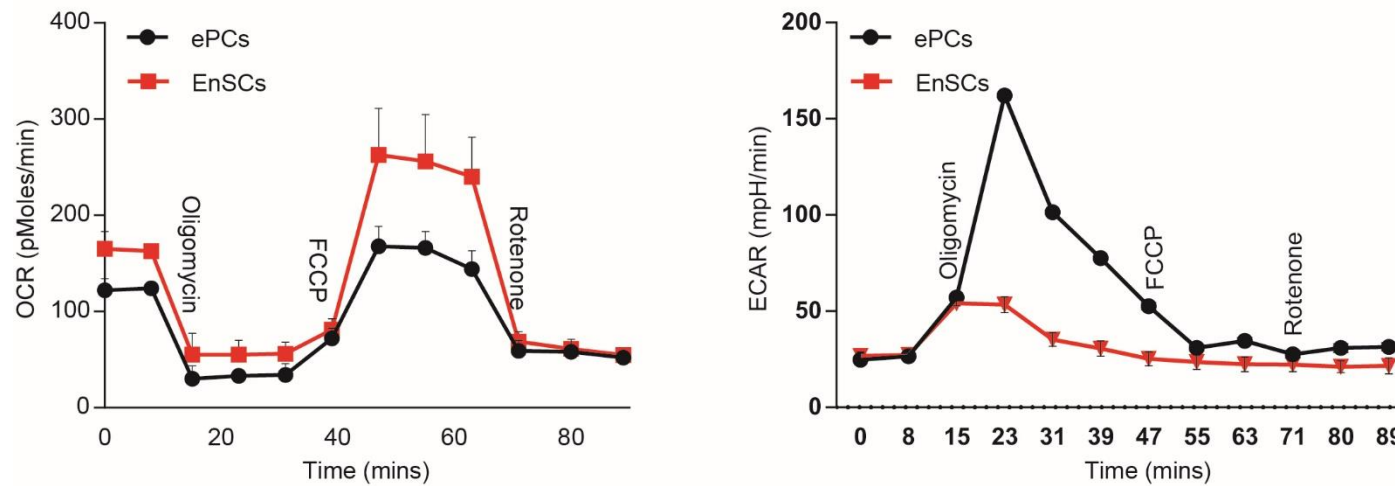 400
ePCs
EnSCs
300
200
100
0
OCR (pMoles/min)
Oligomycin
FCCP
Rotenone
0 20 40 60 80
Time (mins)
200
ePCs
EnSCs
150
100
50
0
ECAR (mpH/min)
Oligomycin
FCCP
Rotenone
0 8 15 23 31 39 47 55 63 71 80 89
Time (mins)